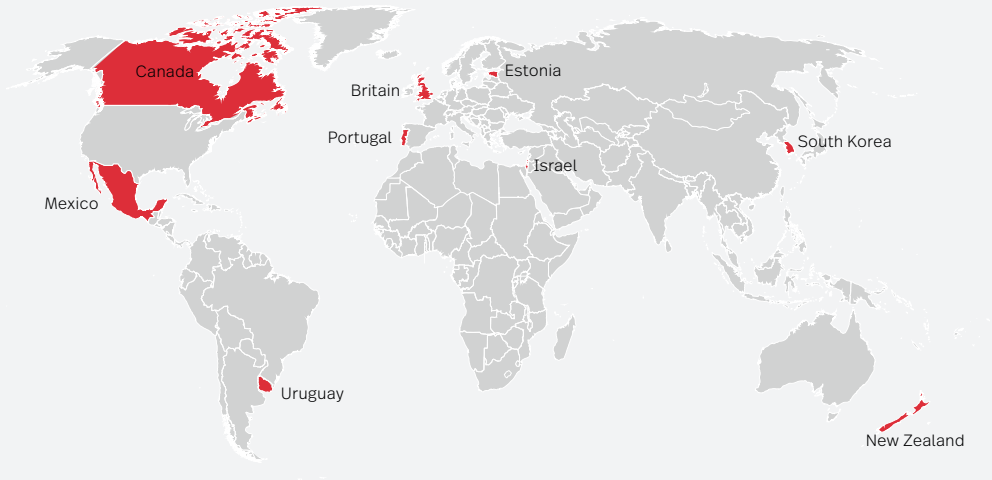 Canada
Estonia
Britain
Portugal
South Korea
Israel
Mexico
Uruguay
New Zealand